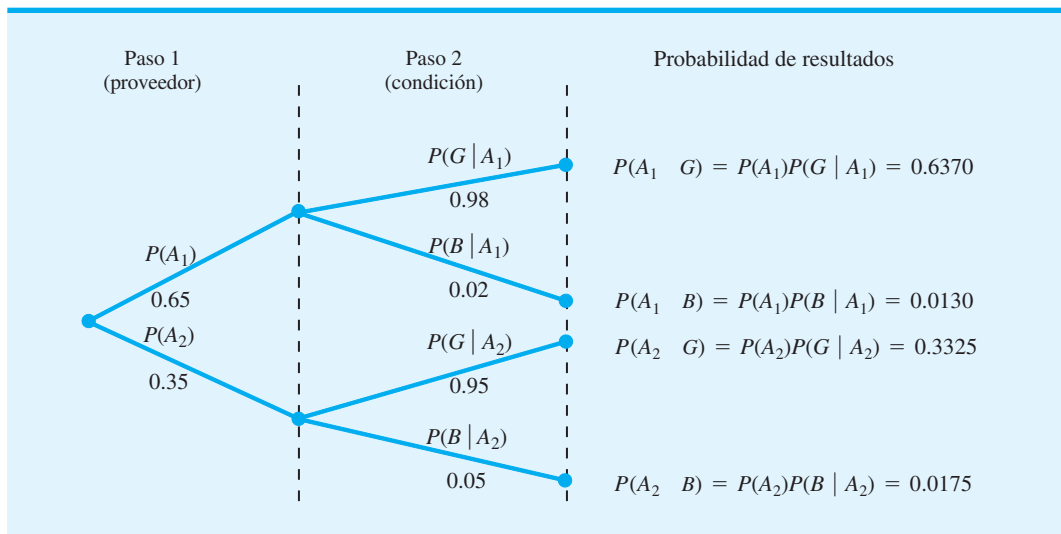 Paso 1
(proveedor)
Paso 2
(condición)
Probabilidad de resultados
P(G | A₁)
0.98
P(A₁ G) = P(A₁)P(G | A₁) = 0.6370
P(A₁)
0.65
P(B | A₁)
0.02
P(A₁ B) = P(A₁)P(B | A₁) = 0.0130
P(A₂)
0.35
P(G | A₂)
0.95
P(A₂ G) = P(A₂)P(G | A₂) = 0.3325
P(B | A₂)
0.05
P(A₂ B) = P(A₂)P(B | A₂) = 0.0175